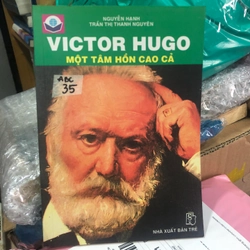 NGUYỄN HẠNH
TRẦN THỊ THANH NGUYÊN
VICTOR HUGO
MỘT TÂM HỒN CAO CẢ
ABC
35
NHÀ XUẤT BẢN TRẺ